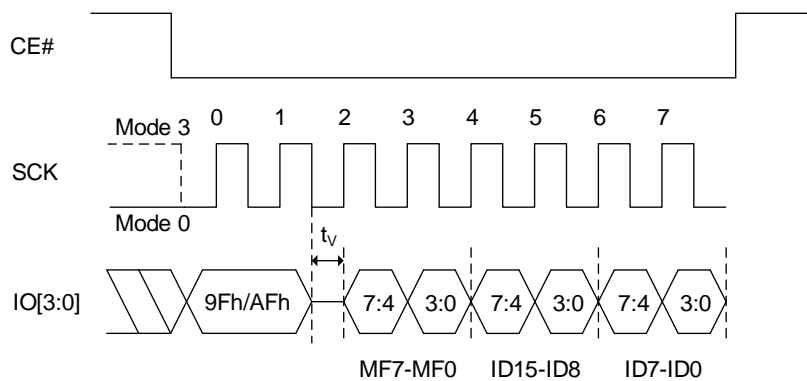 CE#
Mode 3
0 1 2 3 4 5 6 7
SCK
Mode 0
tV
IO[3:0]
9Fh/AFh 7:4 3:0 7:4 3:0 7:4 3:0
MF7-MF0 ID15-ID8 ID7-ID0